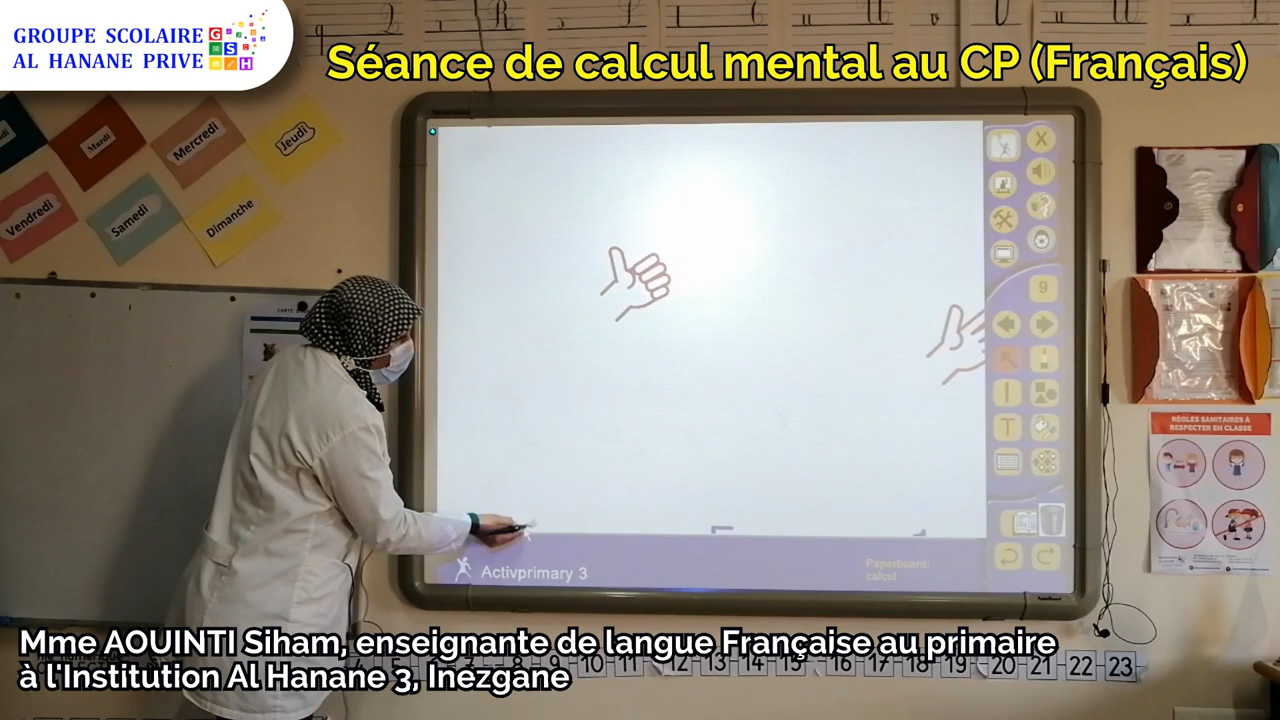 GROUPE SCOLAIRE
AL HANANE PRIVE
G
S C
H
Séance de calcul mental au CP (Français)
Mardi
Mercredi
Jeudi
Vendredi
Samedi
Dimanche
9
T
RÈGLES SANITAIRES À
RESPECTER EN CLASSE
Activprimary 3
Paperboard:
calcul
Mme AOUINTI Siham, enseignante de langue Française au primaire
à l'Institution Al Hanane 3, Inezgane
10 11 12 13 14 15 16 17 18 19 20 21 22 23